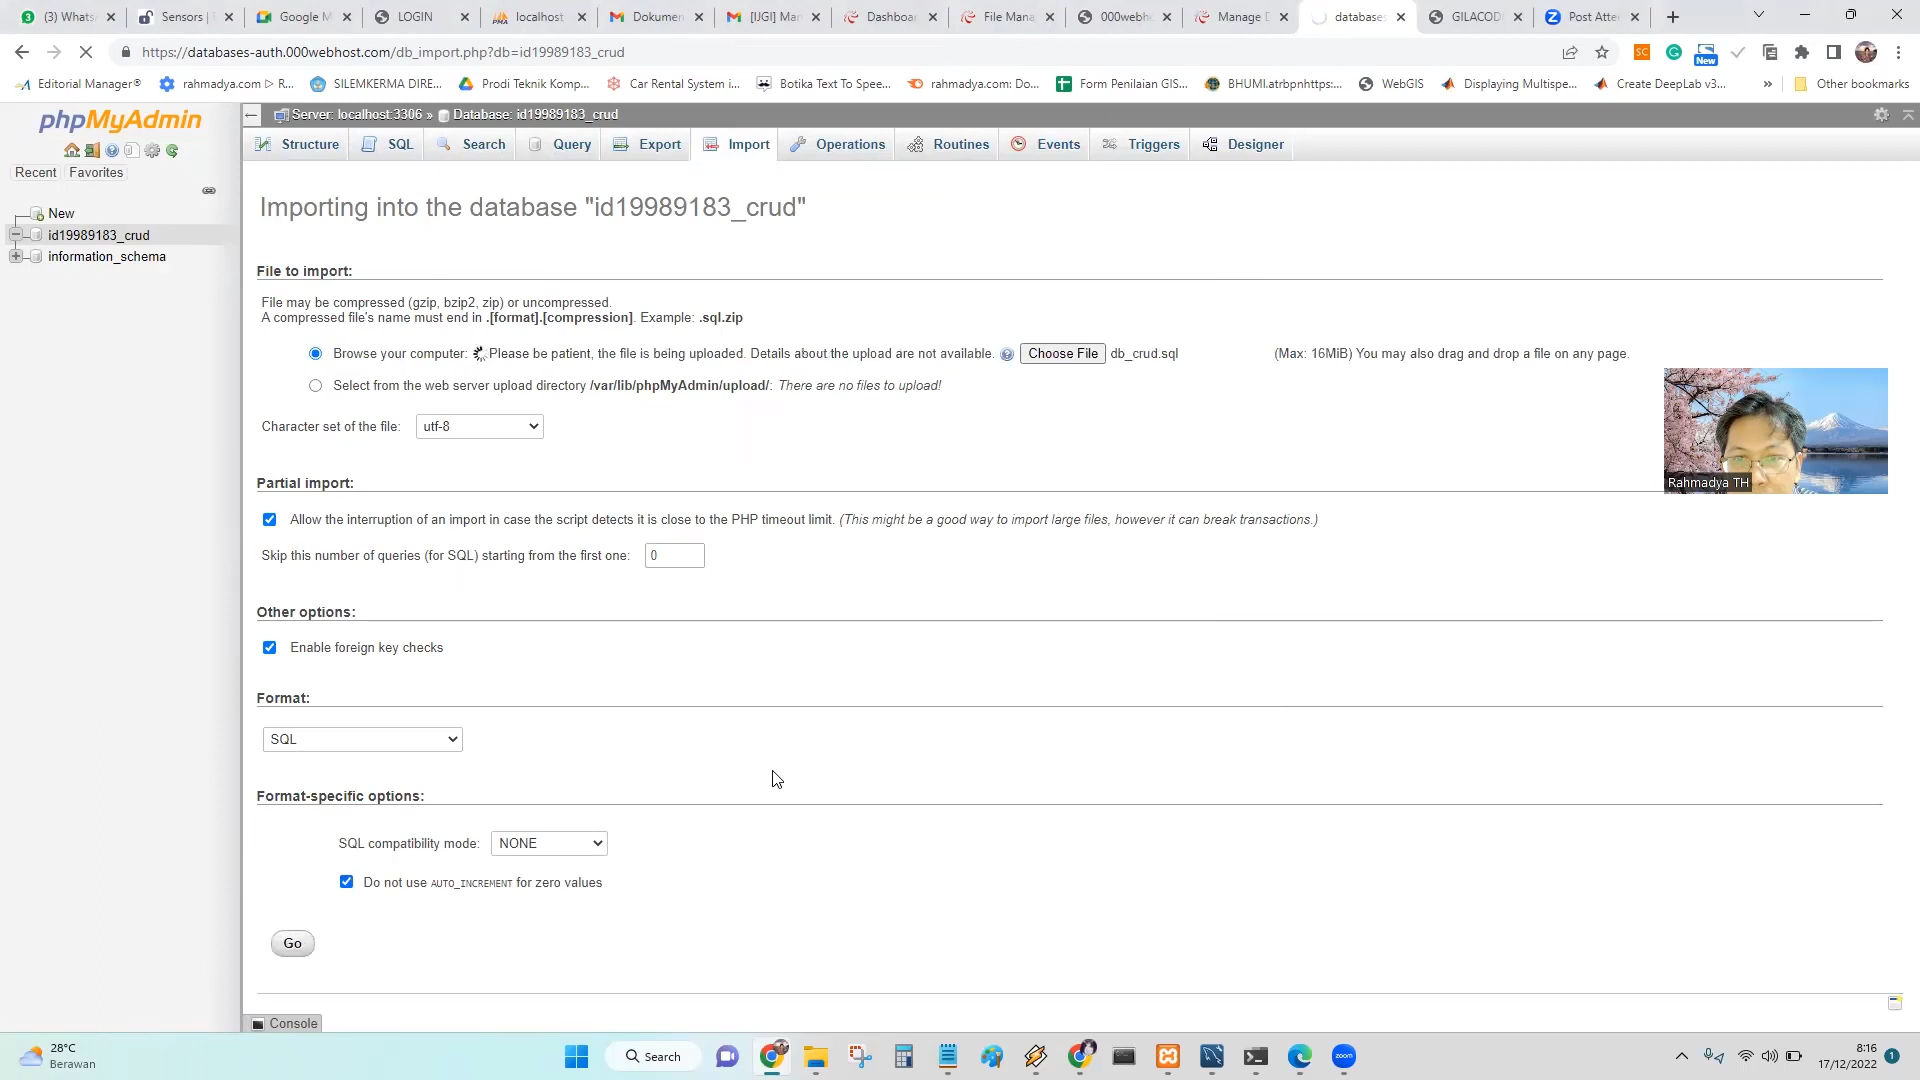 (3) Whats
Sensors |
Google M
LOGIN
localhost
Dokumen
[IJGI] Man
Dashboa
File Mana
000webh
Manage D
databases
GILACOD
Post Atte
https://databases-auth.000webhost.com/db_import.php?db=id19989183_crud
New
Editorial Manager®
rahmadya.com ▷ R...
SILEMKERMA DIRE...
Prodi Teknik Komp...
Car Rental System i...
Botika Text To Spee...
rahmadya.com: Do...
Form Penilaian GIS...
BHUMI.atrbpnhttps:...
WebGIS
Displaying Multispe...
Create DeepLab v3...
»
Other bookmarks
phpMyAdmin
Recent Favorites
New
id19989183_crud
information_schema
Server: localhost:3306 » Database: id19989183_crud
Structure
SQL
Search
Query
Export
Import
Operations
Routines
Events
Triggers
Designer
Importing into the database "id19989183_crud"
File to import:
File may be compressed (gzip, bzip2, zip) or uncompressed.
A compressed file's name must end in .[format].[compression]. Example: .sql.zip
Browse your computer: Please be patient, the file is being uploaded. Details about the upload are not available. Choose File db_crud.sql (Max: 16MiB) You may also drag and drop a file on any page.
Select from the web server upload directory /var/lib/phpMyAdmin/upload/: There are no files to upload!
Character set of the file: utf-8
Rahmadya TH
Partial import:
Allow the interruption of an import in case the script detects it is close to the PHP timeout limit. (This might be a good way to import large files, however it can break transactions.)
Skip this number of queries (for SQL) starting from the first one: 0
Other options:
Enable foreign key checks
Format:
SQL
Format-specific options:
SQL compatibility mode: NONE
Do not use AUTO_INCREMENT for zero values
Go
Console
28°C
Berawan
Search
zoom
8:16
17/12/2022
1